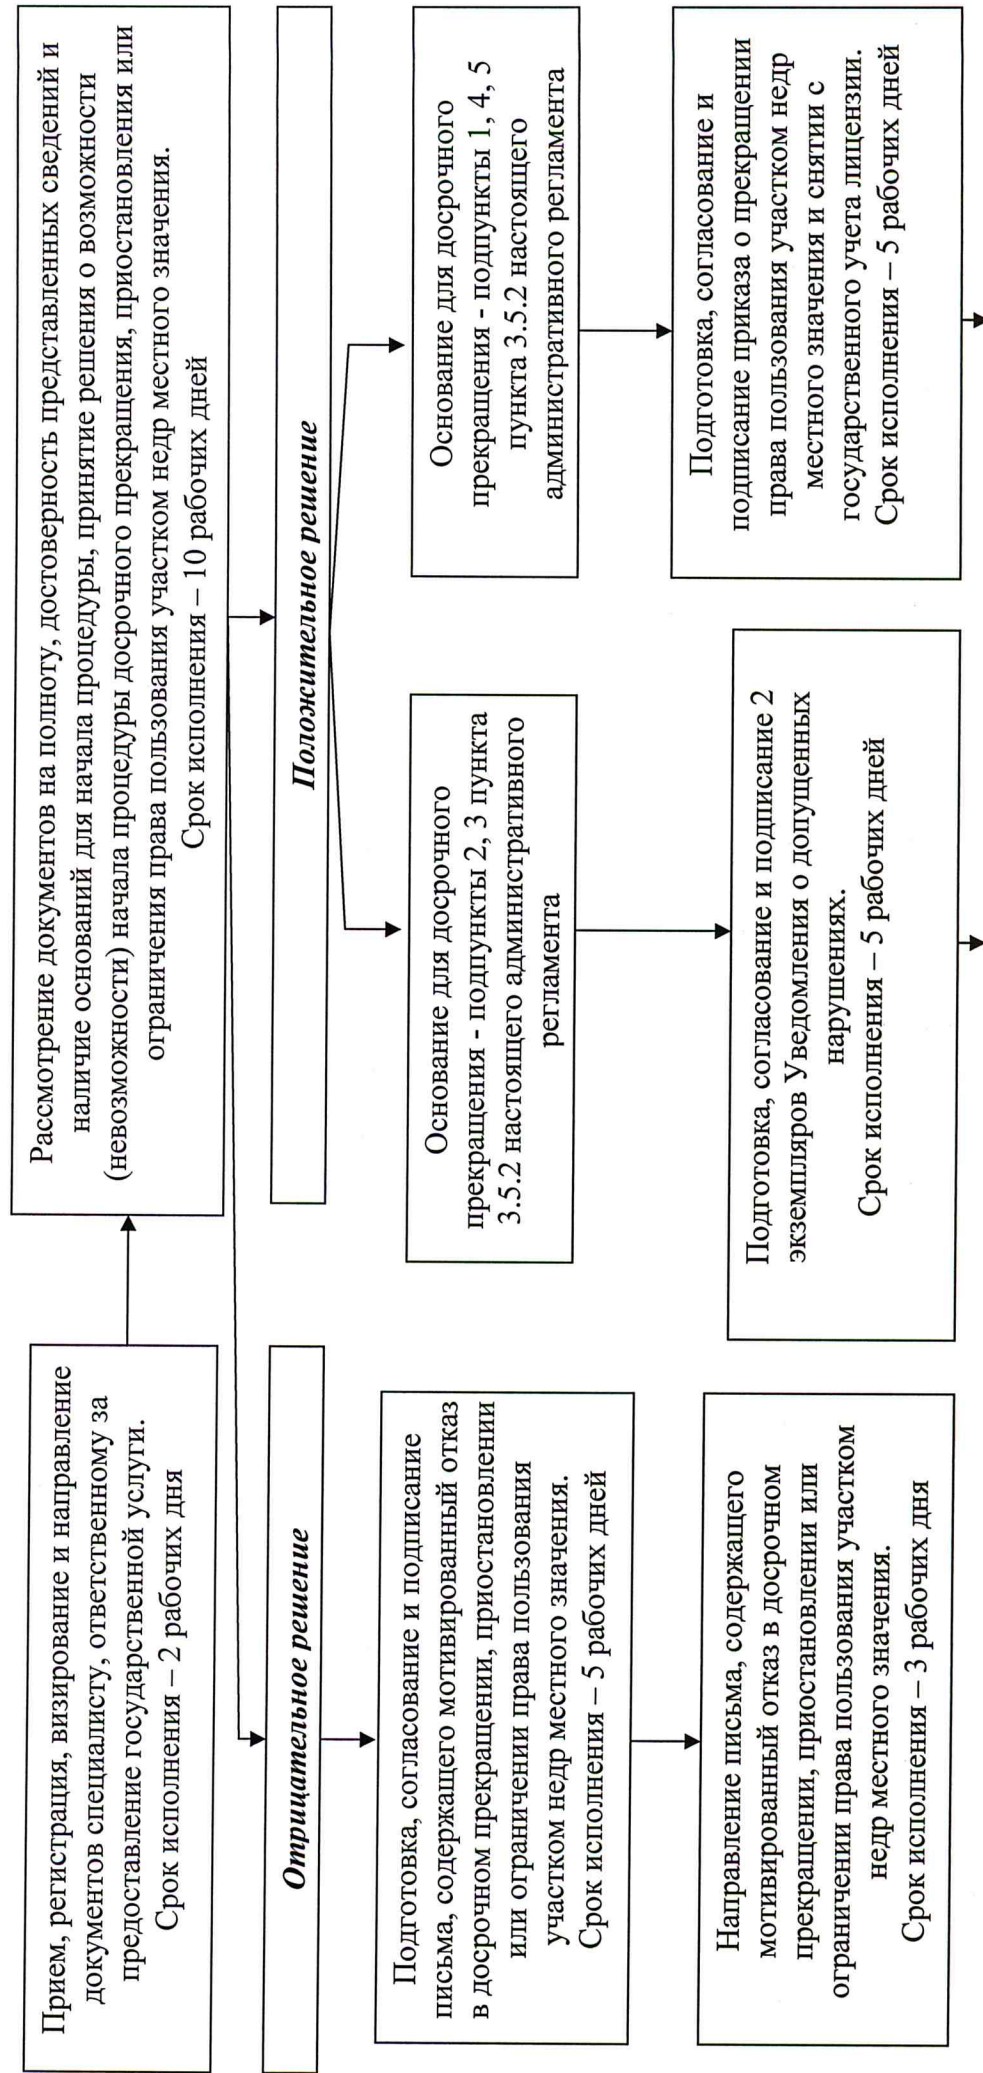 Прием, регистрация, визирование и направление
документов специалисту, ответственному за
предоставление государственной услуги.
Срок исполнения – 2 рабочих дня
Рассмотрение документов на полноту, достоверность представленных сведений и
наличие оснований для начала процедуры, принятие решения о возможности
(невозможности) начала процедуры досрочного прекращения, приостановления или
ограничения права пользования участком недр местного значения.
Срок исполнения – 10 рабочих дней
Отрицательное решение
Положительное решение
Подготовка, согласование и подписание
письма, содержащего мотивированный отказ
в досрочном прекращении, приостановлении
или ограничении права пользования
участком недр местного значения.
Срок исполнения – 5 рабочих дней
Основание для досрочного
прекращения - подпункты 2, 3 пункта
3.5.2 настоящего административного
регламента
Основание для досрочного
прекращения - подпункты 1, 4, 5
пункта 3.5.2 настоящего
административного регламента
Направление письма, содержащего
мотивированный отказ в досрочном
прекращении, приостановлении или
ограничении права пользования участком
недр местного значения.
Срок исполнения – 3 рабочих дня
Подготовка, согласование и подписание 2
экземпляров Уведомления о допущенных
нарушениях.
Срок исполнения – 5 рабочих дней
Подготовка, согласование и
подписание приказа о прекращении
права пользования участком недр
местного значения и снятии с
государственного учета лицензии.
Срок исполнения – 5 рабочих дней